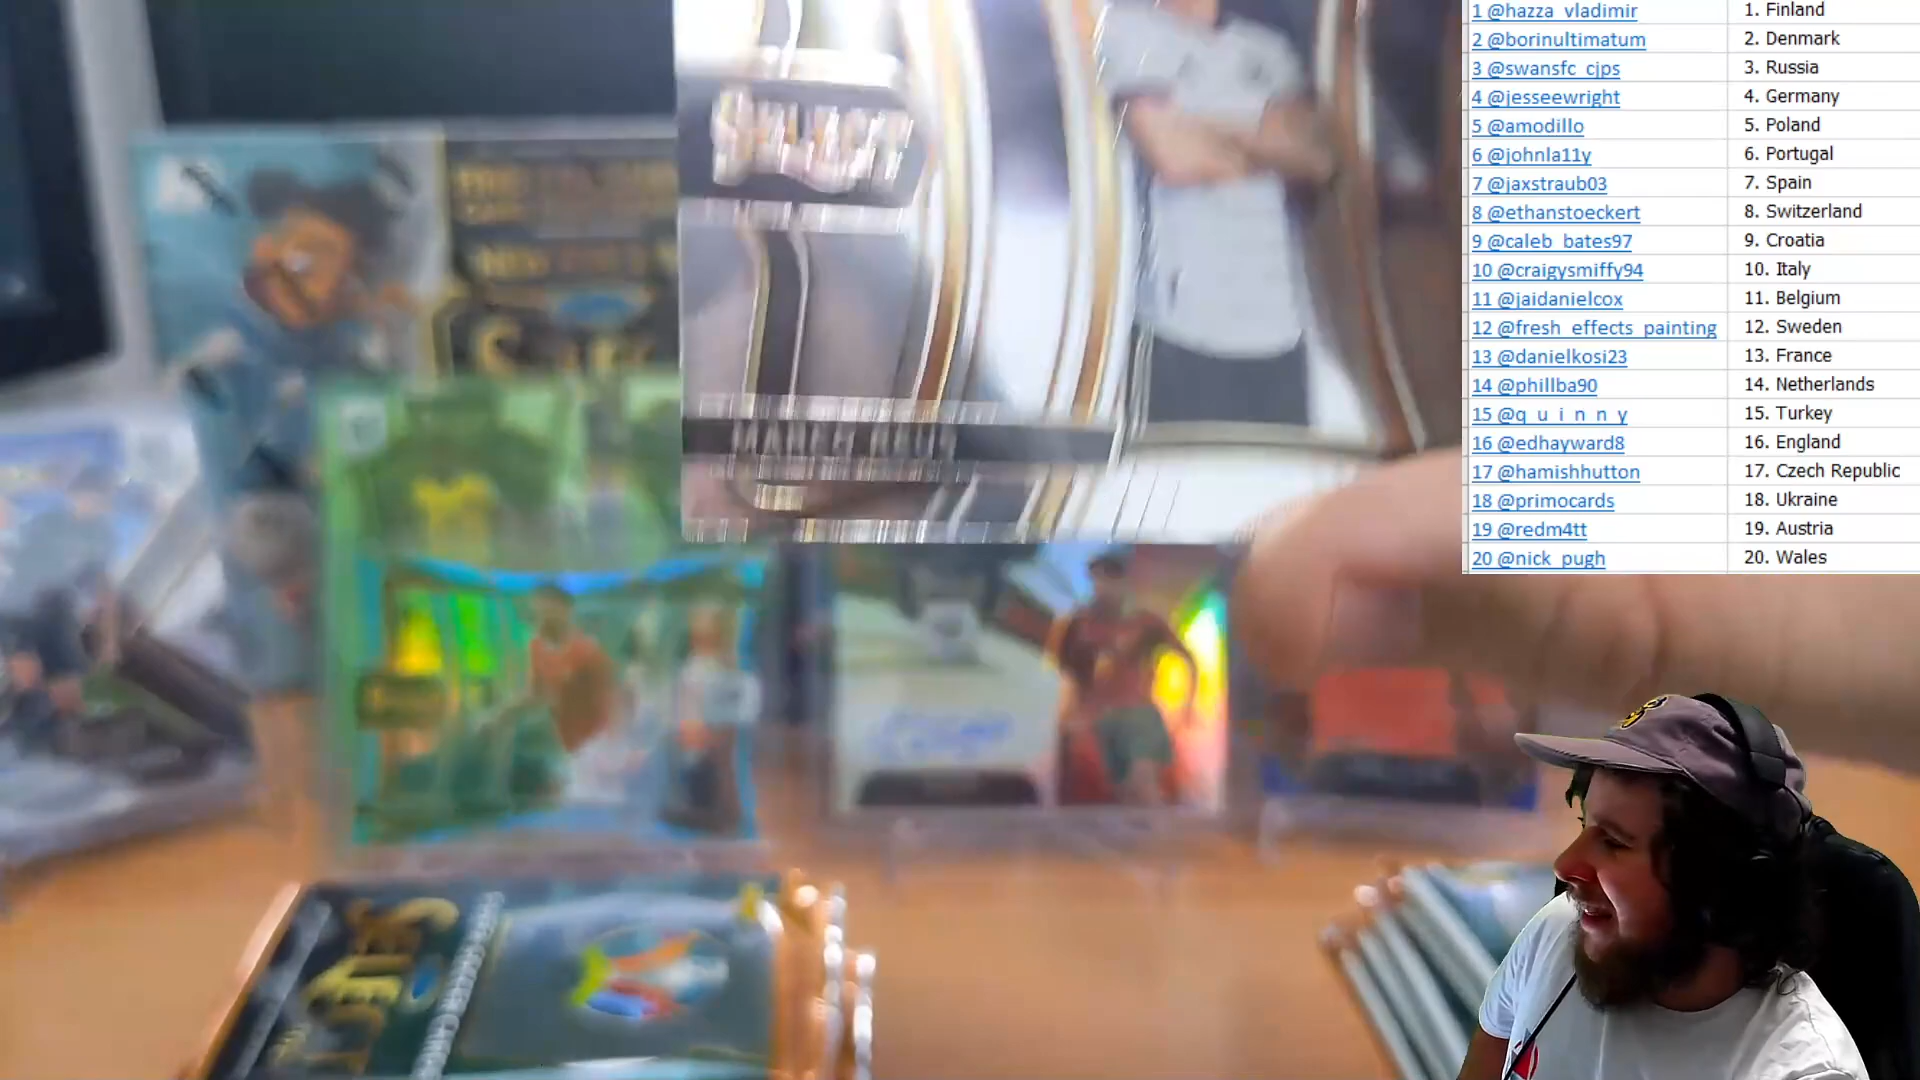 1 @hazza_vladimir 1. Finland
2 @borinultimatum 2. Denmark
3 @swansfc_cjps 3. Russia
4 @jesseewright 4. Germany
5 @amodillo 5. Poland
6 @johnla11y 6. Portugal
7 @jaxstraub03 7. Spain
8 @ethanstoeckert 8. Switzerland
9 @caleb_bates97 9. Croatia
10 @craigysmiffy94 10. Italy
11 @jaidanielcox 11. Belgium
12 @fresh_effects_painting 12. Sweden
13 @danielkosi23 13. France
14 @phillba90 14. Netherlands
15 @q_u_i_n_n_y 15. Turkey
16 @edhayward8 16. England
17 @hamishhutton 17. Czech Republic
18 @primocards 18. Ukraine
19 @redm4tt 19. Austria
20 @nick_pugh 20. Wales
SELECT
SELECT